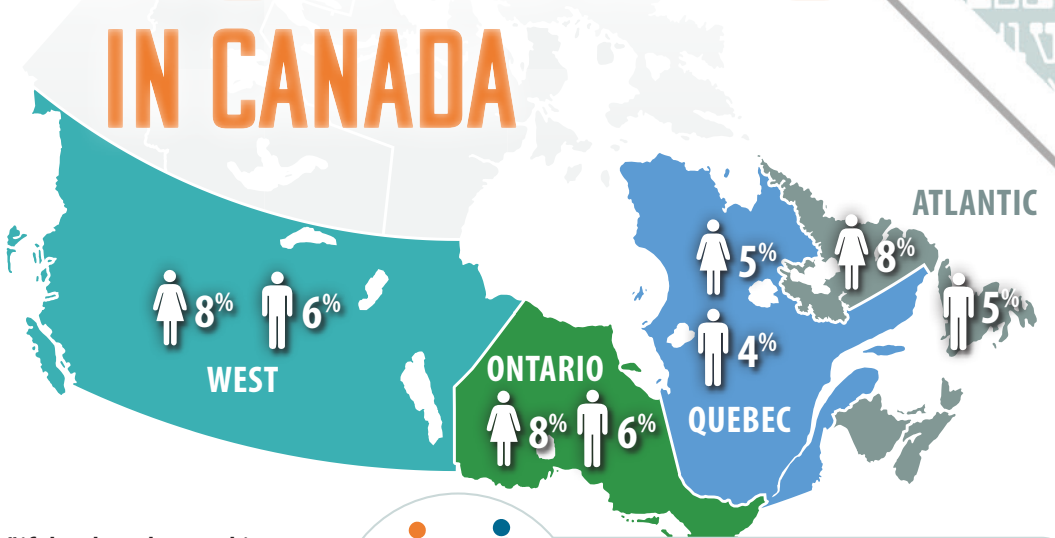 IN CANADA
ATLANTIC
5%
8%
8%
6%
5%
4%
WEST
ONTARIO
QUEBEC
8%
6%